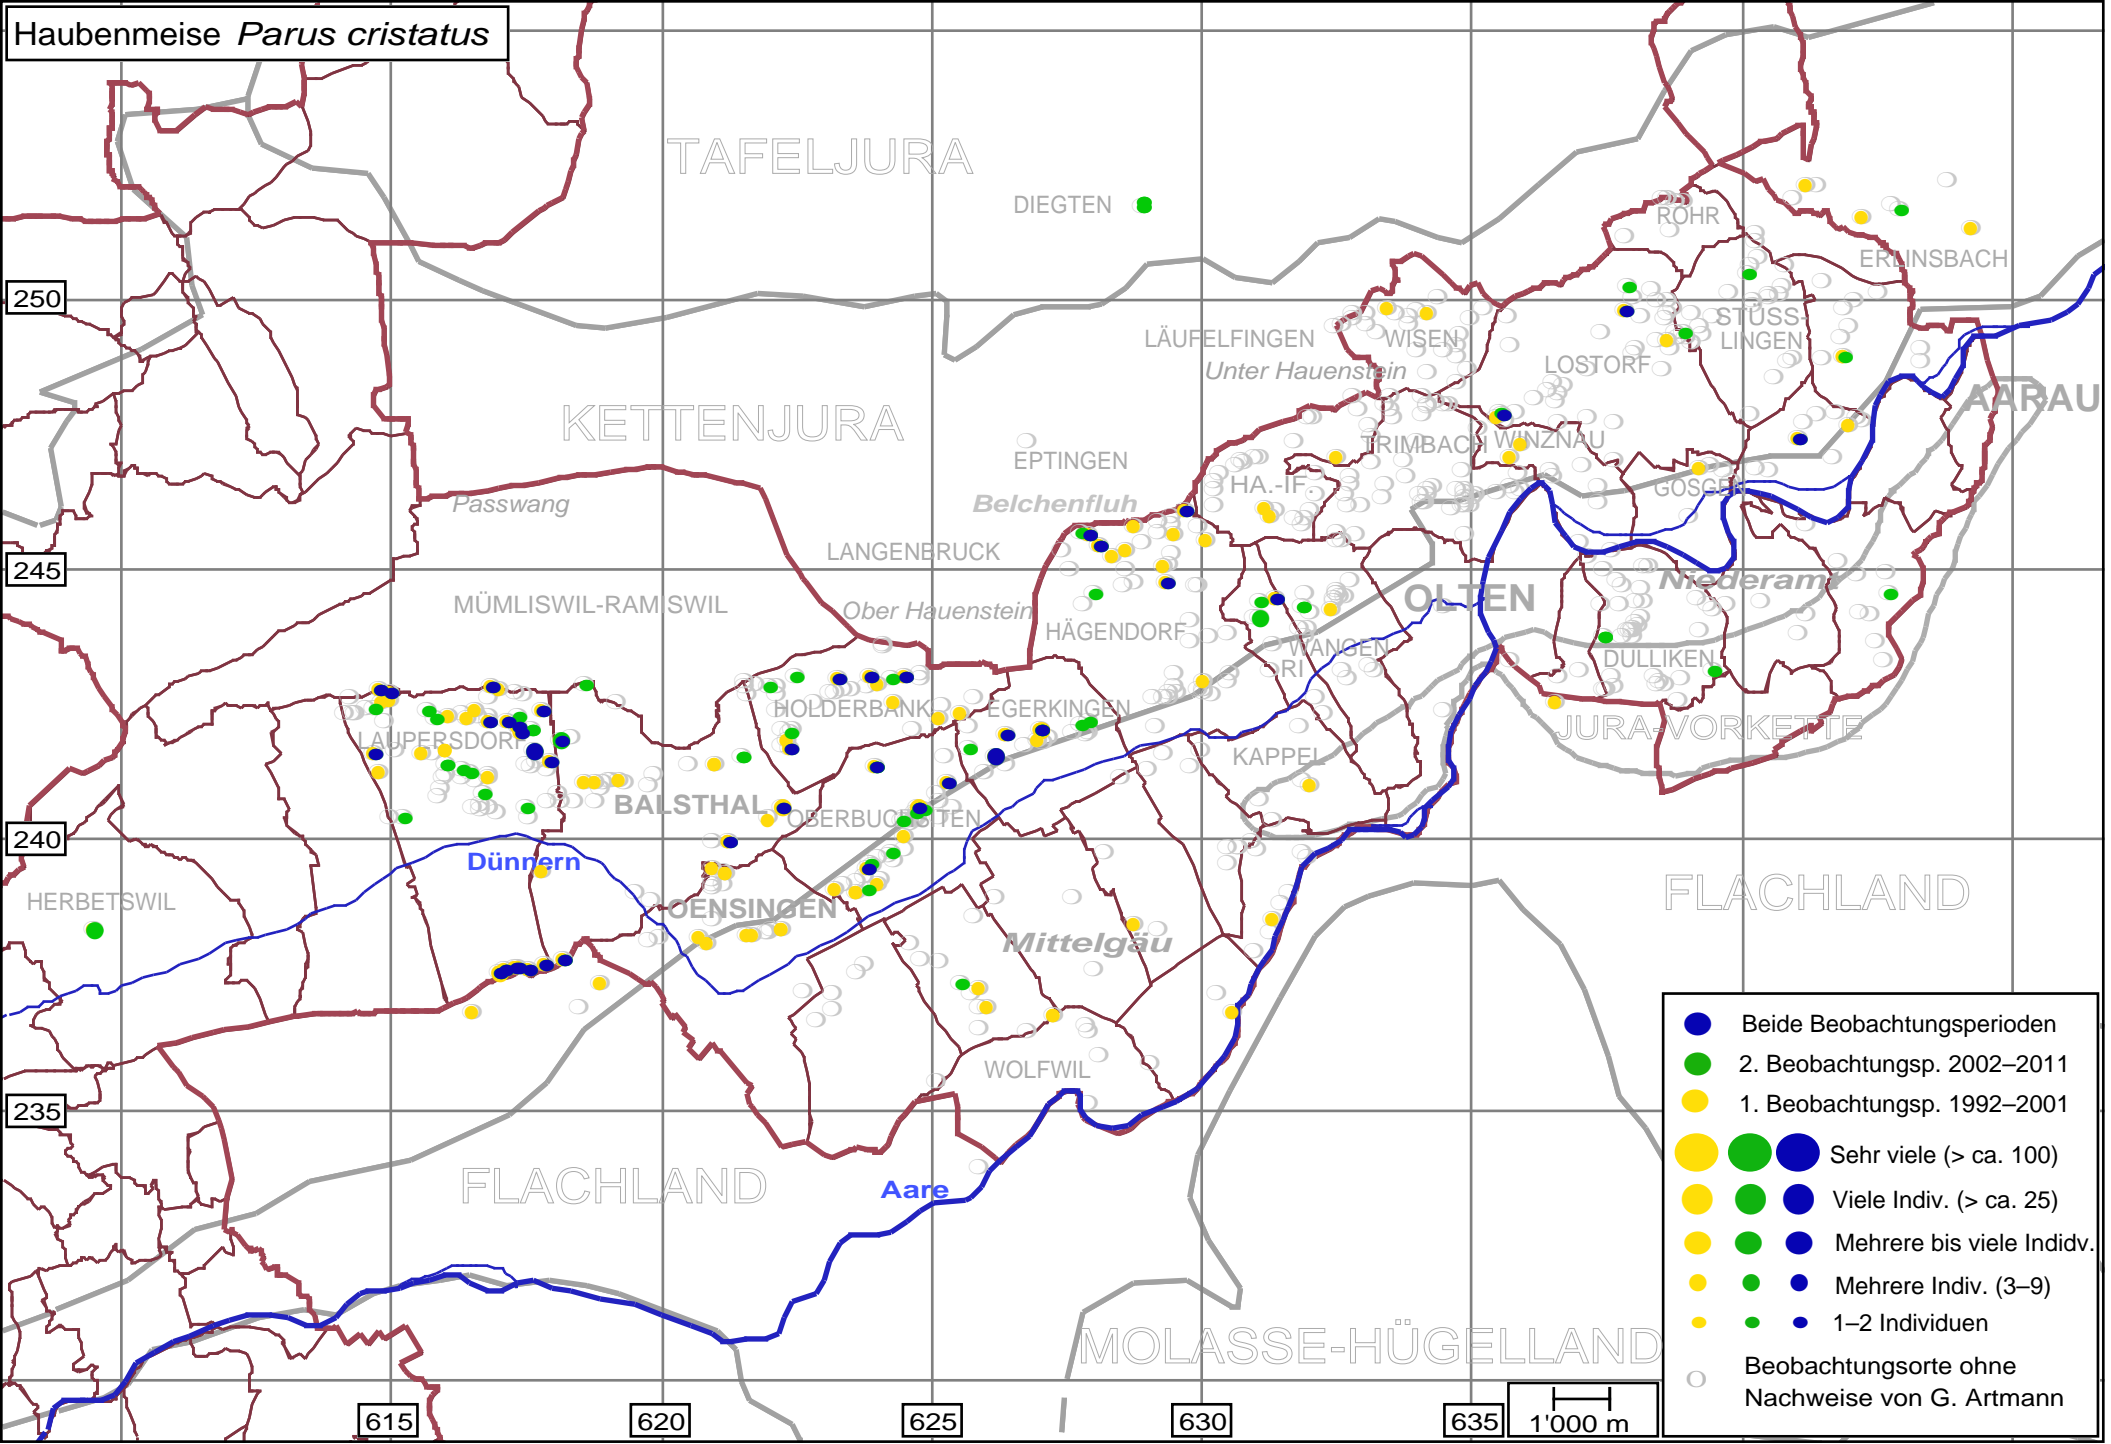 Haubenmeise Parus cristatus
TAFELJURA
DIEGTEN
ROHR
ERLINSBACH
250
LÄUFELFINGEN
WISEN
STÜSS-
LINGEN
Unter Hauenstein
LOSTORF
AARAU
KETTENJURA
EPTINGEN
TRIMBACH
WINZNAU
HA.-IF.
GÖSGEN
Passwang
Belchenfluh
LANGENBRUCK
245
Niederamt
MÜMLISWIL-RAMISWIL
Ober Hauenstein
OLTEN
HÄGENDORF
WANGEN
RI
DULLIKEN
HOLDERBANK
EGERKINGEN
JURA-VORKETTE
LAUPERSDORF
KAPPEL
BALSTHAL
OBERBUCHSITEN
240
Dünnern
HERBETSWIL
OENSINGEN
FLACHLAND
Mittelgäu
WOLFWIL
235
FLACHLAND
Aare
MOLASSE-HÜGELLAND
Beide Beobachtungsperioden
2. Beobachtungsp. 2002–2011
1. Beobachtungsp. 1992–2001
Sehr viele (> ca. 100)
Viele Indiv. (> ca. 25)
Mehrere bis viele Indidv.
Mehrere Indiv. (3–9)
1–2 Individuen
Beobachtungsorte ohne
Nachweise von G. Artmann
615
620
625
630
635
1'000 m